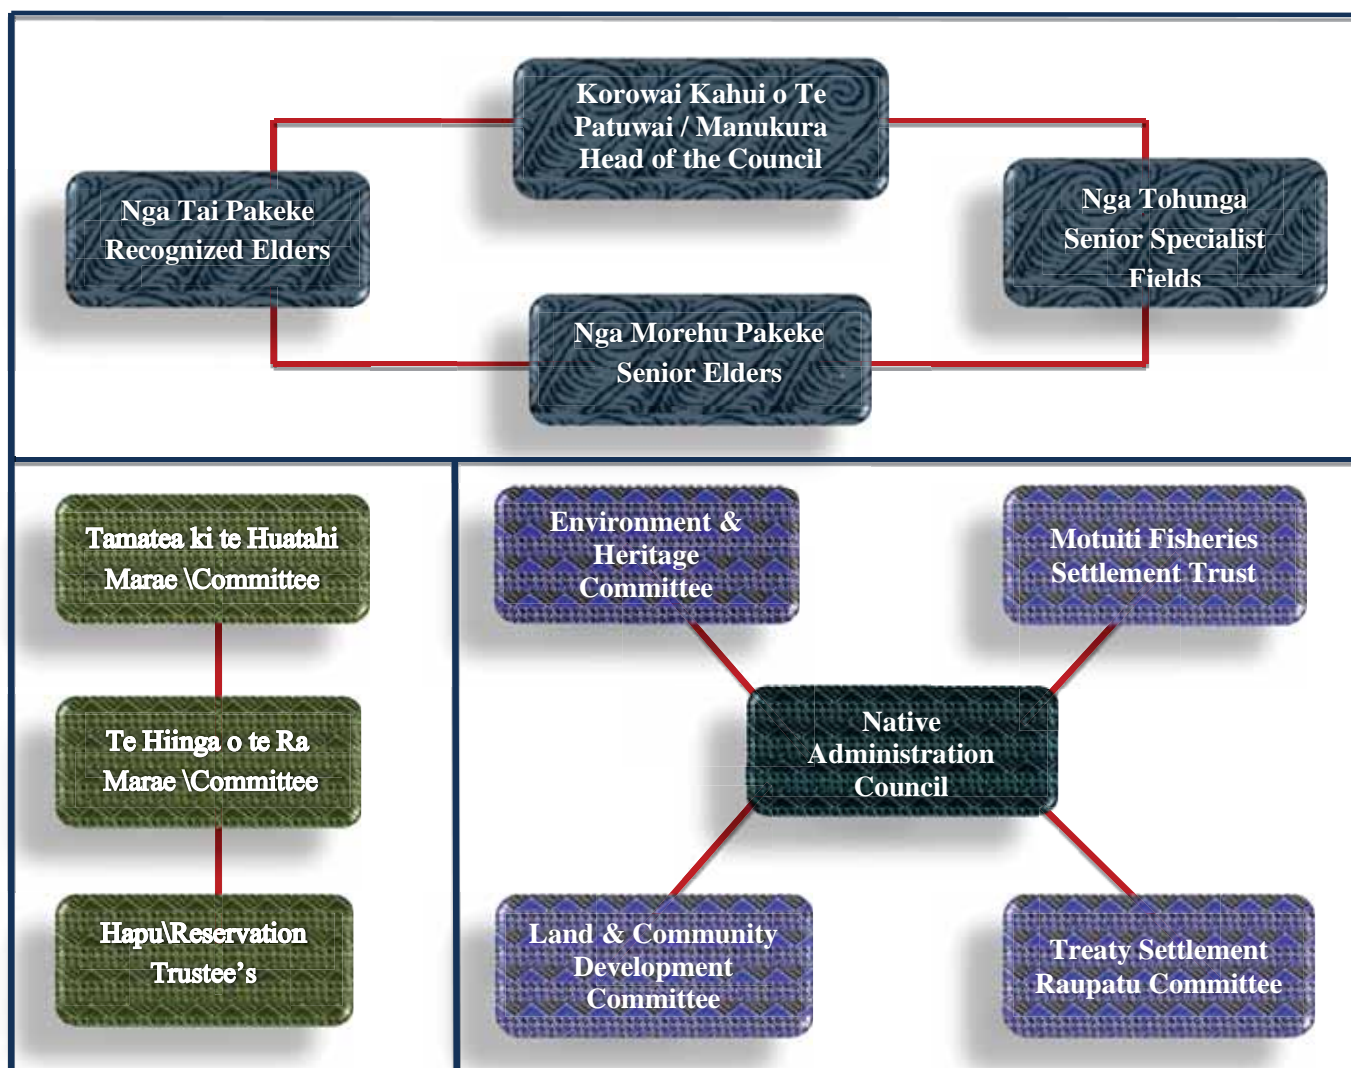 Korowai Kahui o Te
Patuwai / Manukura
Head of the Council
Nga Tai Pakeke
Recognized Elders
Nga Tohunga
Senior Specialist
Fields
Nga Morehu Pakeke
Senior Elders
Tamatea ki te Huatahi
Marae \Committee
Te Hiinga o te Ra
Marae \Committee
Hapu\Reservation
Trustee’s
Environment &
Heritage
Committee
Motuiti Fisheries
Settlement Trust
Native
Administration
Council
Land & Community
Development
Committee
Treaty Settlement
Raupatu Committee